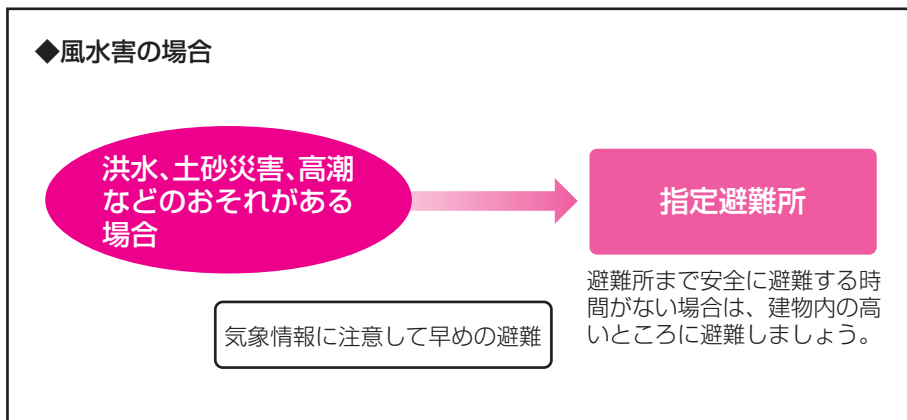 ◆風水害の場合
洪水、土砂災害、高潮
などのおそれがある
場合
指定避難所
避難所まで安全に避難する時
間がない場合は、建物内の高
いところに避難しましょう。
気象情報に注意して早めの避難